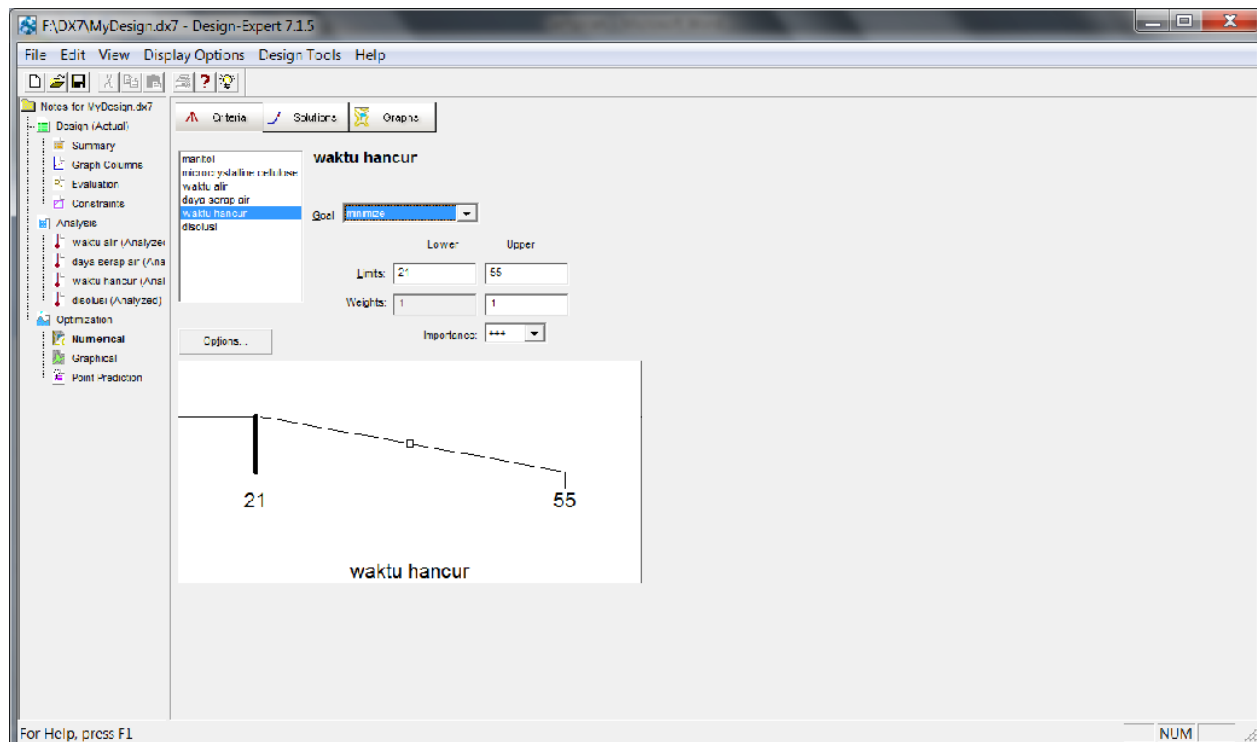 F:\DX7\MyDesign.dx7 - Design-Expert 7.1.5
File Edit View Display Options Design Tools Help
Notes for MyDesign.dx7
Design (Actual)
Summary
Graph Columns
Evaluation
Constraints
Analysis
waktu alir (Analyzed
daya serap air (Ana
waktu hancur (Anal
disolusi (Analyzed)
Optimization
Numerical
Graphical
Point Prediction
Criteria Solutions Graphs
manitol
microcrystalline cellulose
waktu alir
daya serap air
waktu hancur
disolusi
waktu hancur
Goal minimize
Lower Upper
Limits: 21 55
Weights: 1 1
Importance: +++
Options...
21 55
waktu hancur
For Help, press F1
NUM